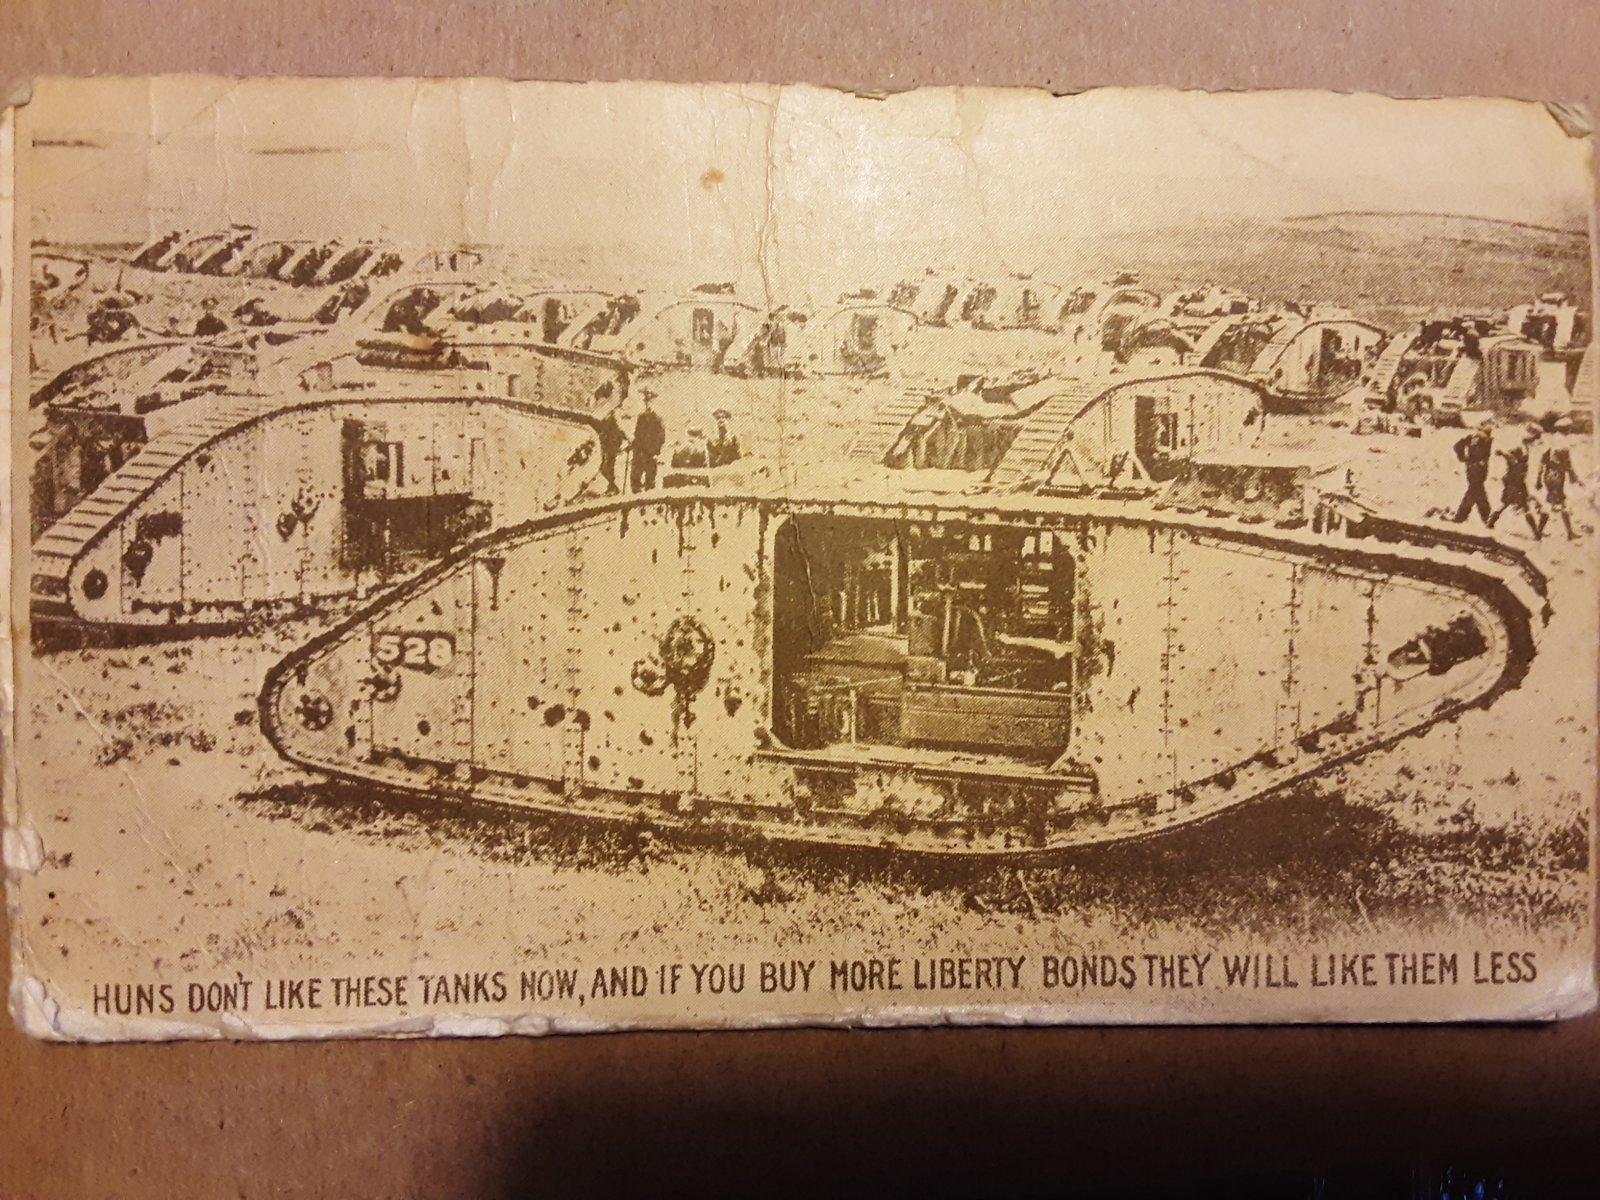 528
HUNS DON'T LIKE THESE TANKS NOW, AND IF YOU BUY MORE LIBERTY BONDS THEY WILL LIKE THEM LESS